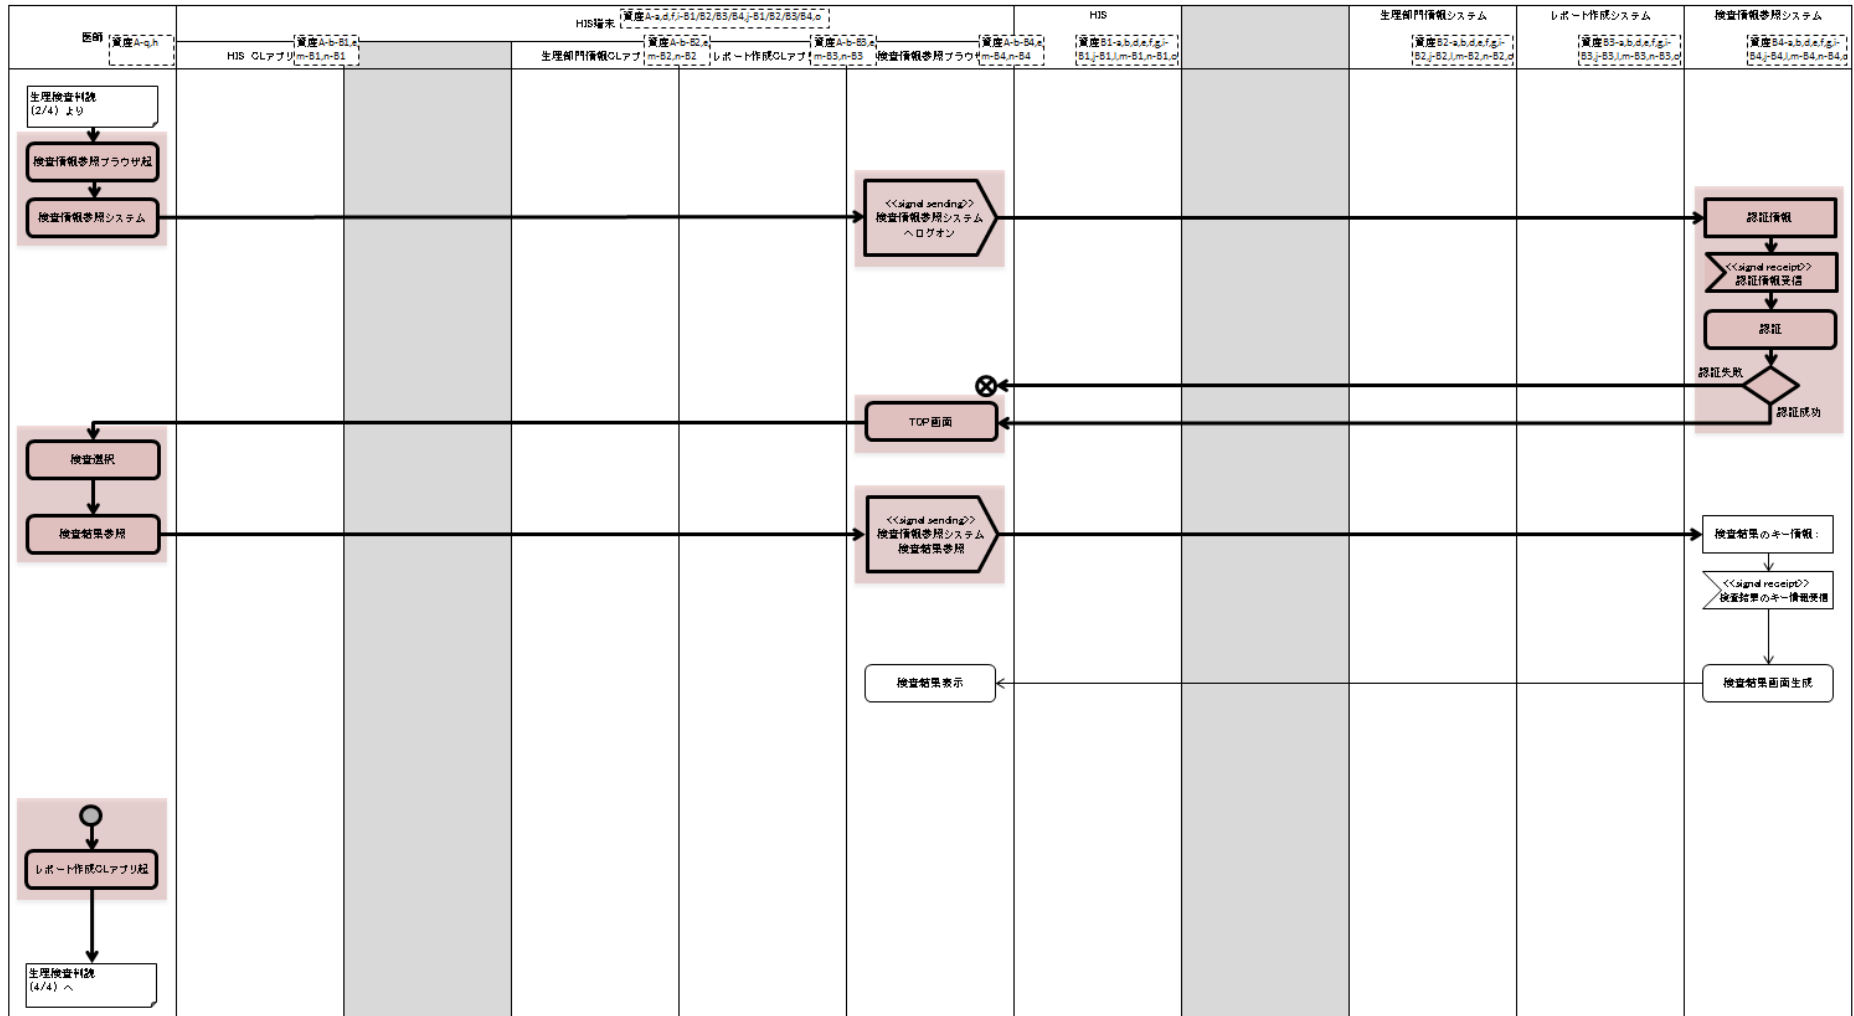 医師
資産A-q,h
HIS端末
資産A-a,d,f,i-B1/B2/B3/B4,j-B1/B2/B3/B4,o
HIS CLアプリ
資産A-b-B1,e
m-B1,n-B1
生理部門情報CLアプ
資産A-b-B2,e
m-B2,n-B2
レポート作成CLアプ
資産A-b-B3,e
m-B3,n-B3
検査情報参照ブラウ
資産A-b-B4,e
m-B4,n-B4
HIS
資産B1-a,b,d,e,f,g,i-
B1,j-B1,l,m-B1,n-B1,o
生理部門情報システム
資産B2-a,b,d,e,f,g,i-
B2,j-B2,l,m-B2,n-B2,o
レポート作成システム
資産B3-a,b,d,e,f,g,i-
B3,j-B3,l,m-B3,n-B3,o
検査情報参照システム
資産B4-a,b,d,e,f,g,i-
B4,j-B4,l,m-B4,n-B4,o
生理検査判読
(2/4) より
検査情報参照ブラウザ起
検査情報参照システム
<<signal sending>>
検査情報参照システム
へログオン
認証情報
<<signal receipt>>
認証情報受信
認証
認証失敗
認証成功
TOP画面
検査選択
検査結果参照
<<signal sending>>
検査情報参照システム
検査結果参照
検査結果のキー情報：
<<signal receipt>>
検査結果のキー情報受信
検査結果表示
検査結果画面生成
レポート作成CLアプリ起
生理検査判読
(4/4) へ